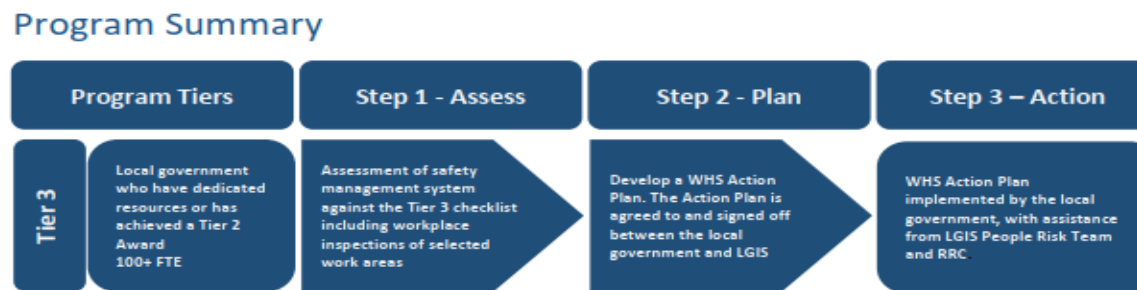 Program Summary
Program Tiers
Step 1 - Assess
Step 2 - Plan
Step 3 – Action
Tier 3
Local government
who have dedicated
resources or has
achieved a Tier 2
Award
100+ FTE
Assessment of safety
management system
against the Tier 3 checklist
including workplace
inspections of selected
work areas
Develop a WHS Action
Plan. The Action Plan is
agreed to and signed off
between the local
government and LGIS
WHS Action Plan
implemented by the local
government, with assistance
from LGIS People Risk Team
and RRC.